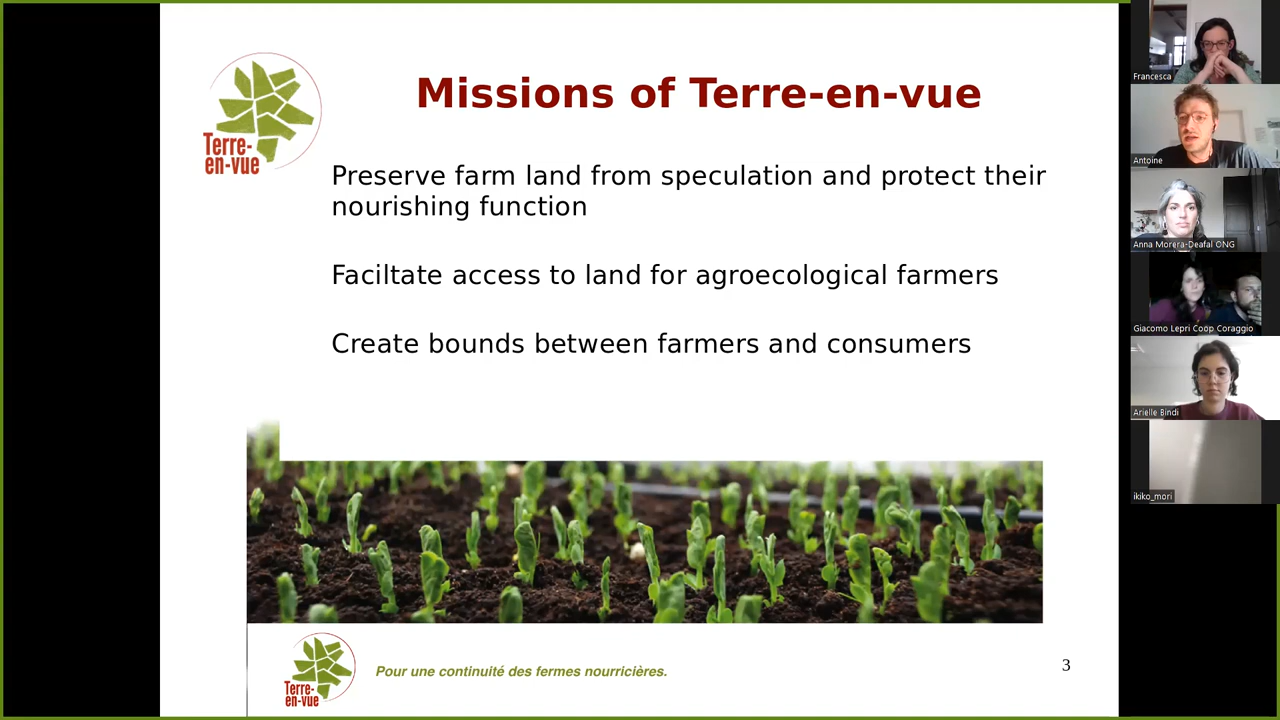 Missions of Terre-en-vue
Terre-
en-vue
Preserve farm land from speculation and protect their
nourishing function
Faciltate access to land for agroecological farmers
Create bounds between farmers and consumers
Terre-
en-vue
Pour une continuité des fermes nourricières.
3
Francesca
Antoine
Anna Morera-Deafal ONG
Giacomo Lepri Coop Coraggio
Arielle Bindi
ikiko_mori